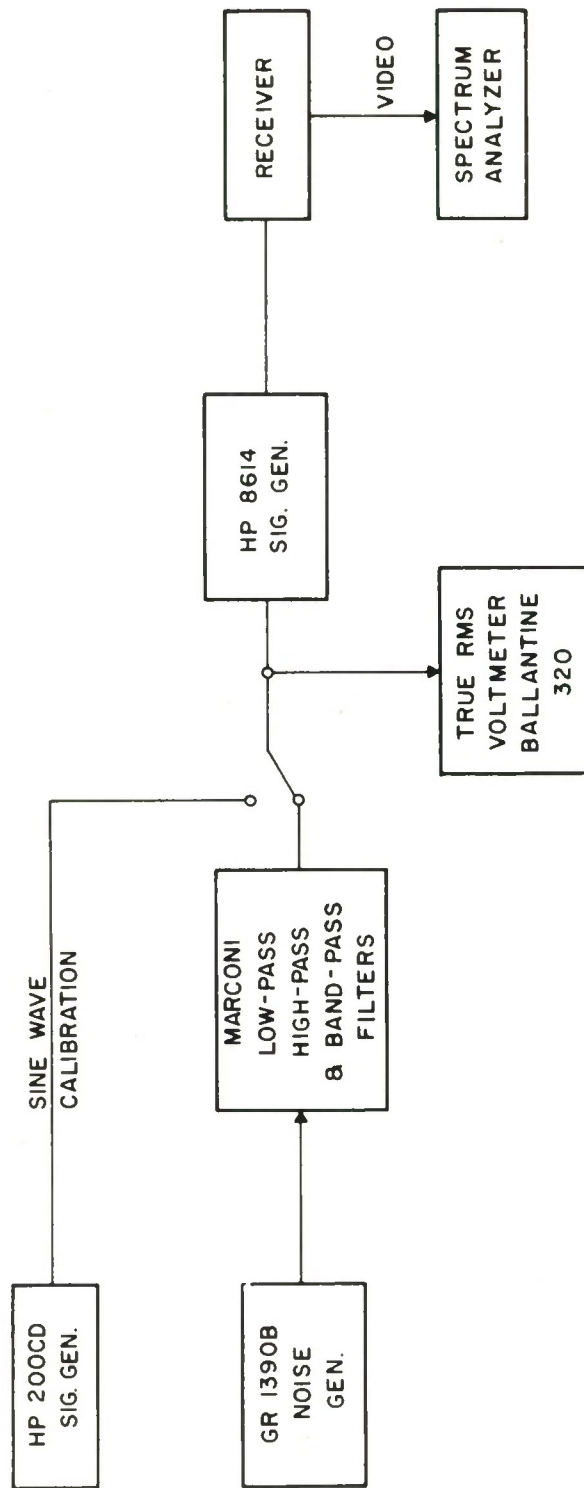 HP 200CD
SIG. GEN.
SINE WAVE
CALIBRATION
GR 1390B
NOISE
GEN.
MARCONI
LOW-PASS
HIGH-PASS
& BAND-PASS
FILTERS
TRUE RMS
VOLTMETER
BALLANTINE
320
HP 8614
SIG. GEN.
RECEIVER
VIDEO
SPECTRUM
ANALYZER